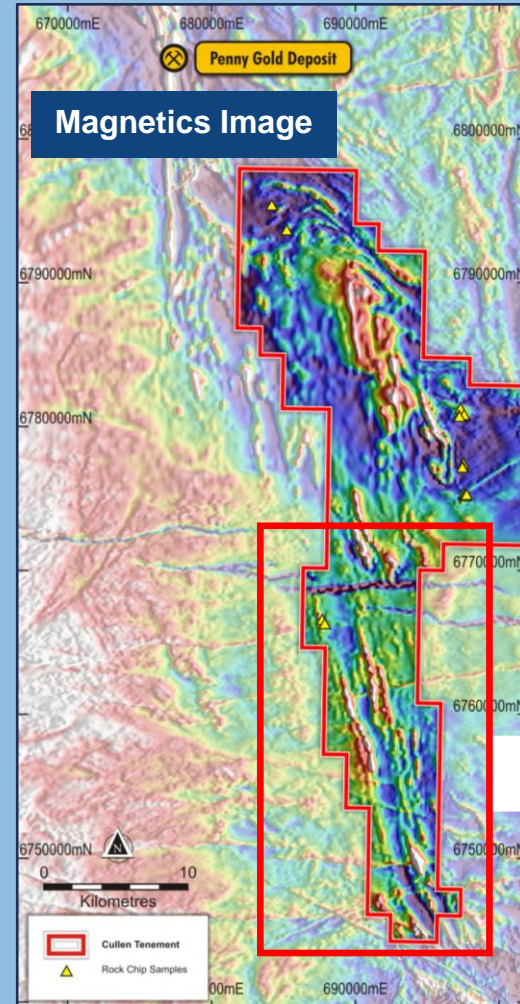 670000mE 680000mE 690000mE
Penny Gold Deposit
Magnetics Image
6800000mN
6790000mN 6790000mN
6780000mN
6770000mN
6760000mN
6750000mN 6750000mN
N
0 10
Kilometres
Cullen Tenement
Rock Chip Samples
00mE 690000mE